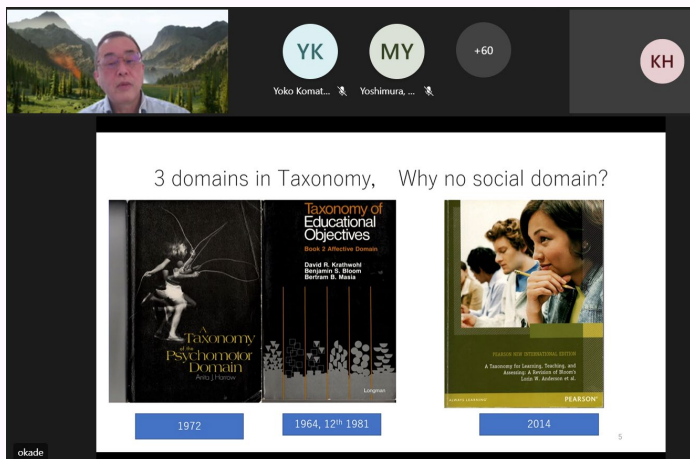 YK
MY
+60
KH
Yoko Komat...
Yoshimura, ...
3 domains in Taxonomy, Why no social domain?
A
Taxonomy
of the
Psychomotor
Domain
Anita J. Harrow
Taxonomy of
Educational
Objectives
Book 2 Affective Domain
David R. Krathwohl
Benjamin S. Bloom
Bertram B. Masia
Longman
PEARSON NEW INTERNATIONAL EDITION
A Taxonomy for Learning, Teaching, and
Assessing: A Revision of Bloom's
Lorin W. Anderson et al.
ALWAYS LEARNING
PEARSON
1972
1964, 12th 1981
2014
5
okade